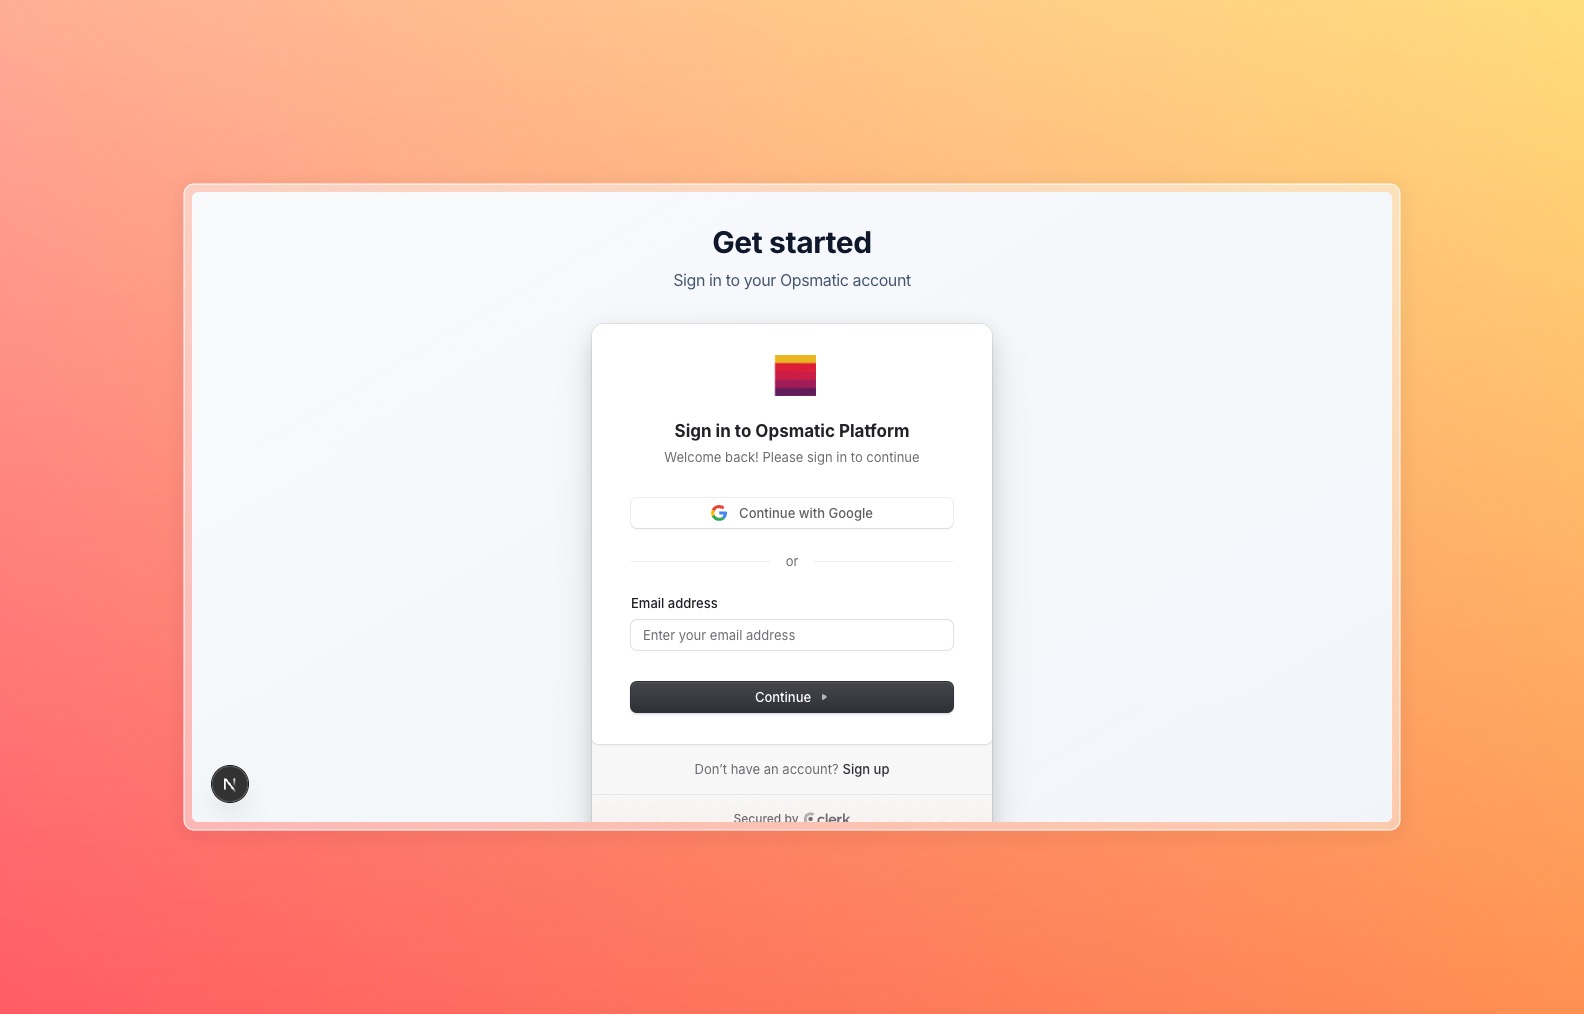 Get started
Sign in to your Opsmatic account
Sign in to Opsmatic Platform
Welcome back! Please sign in to continue
Continue with Google
or
Email address
Enter your email address
Continue
Don’t have an account? Sign up
Secured by clerk
N